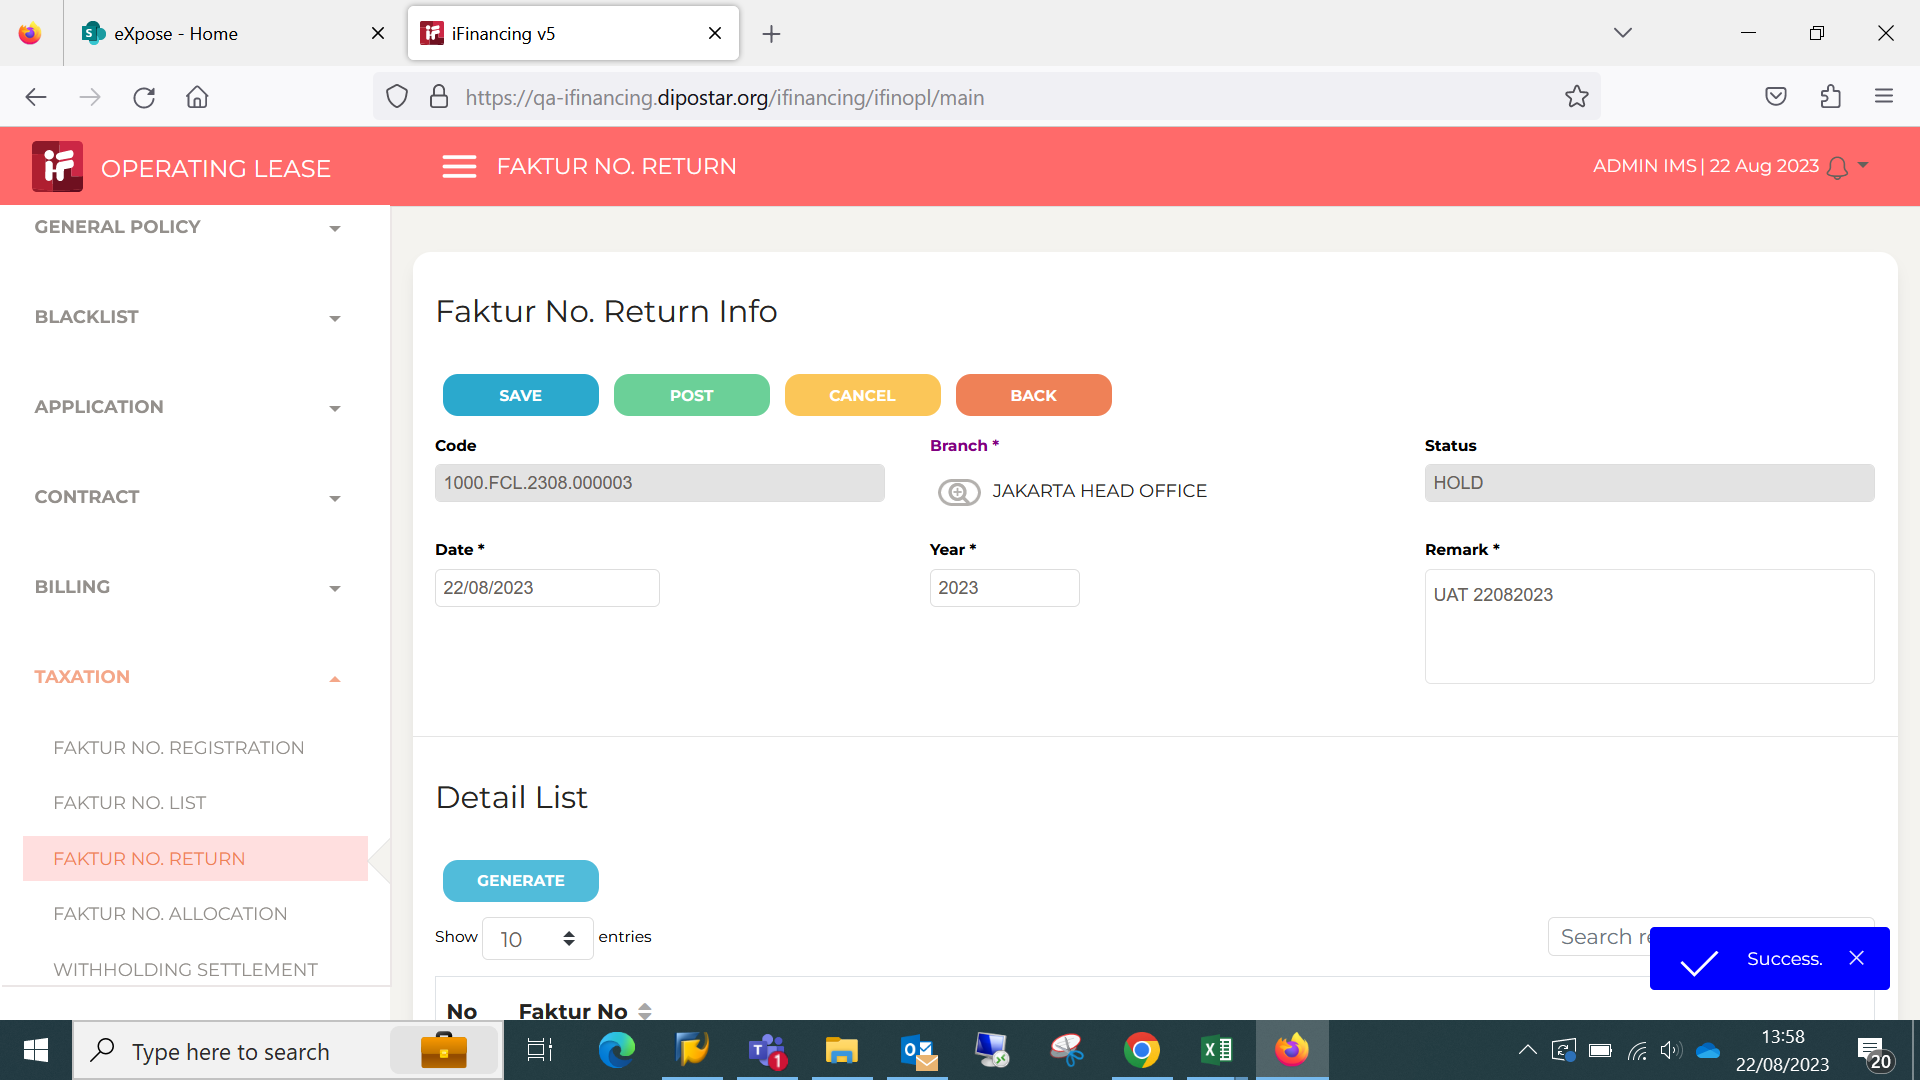 eXpose - Home
iFinancing v5
https://qa-ifinancing.dipostar.org/ifinancing/ifinopl/main
iF OPERATING LEASE
FAKTUR NO. RETURN
ADMIN IMS | 22 Aug 2023
GENERAL POLICY
BLACKLIST
APPLICATION
CONTRACT
BILLING
TAXATION
FAKTUR NO. REGISTRATION
FAKTUR NO. LIST
FAKTUR NO. RETURN
FAKTUR NO. ALLOCATION
WITHHOLDING SETTLEMENT
Faktur No. Return Info
SAVE POST CANCEL BACK
Code Branch * Status
1000.FCL.2308.000003 JAKARTA HEAD OFFICE HOLD
Date * Year * Remark *
22/08/2023 2023 UAT 22082023
Detail List
GENERATE
Show 10 entries
Search
Success.
No Faktur No
Type here to search
1
13:58
22/08/2023
20